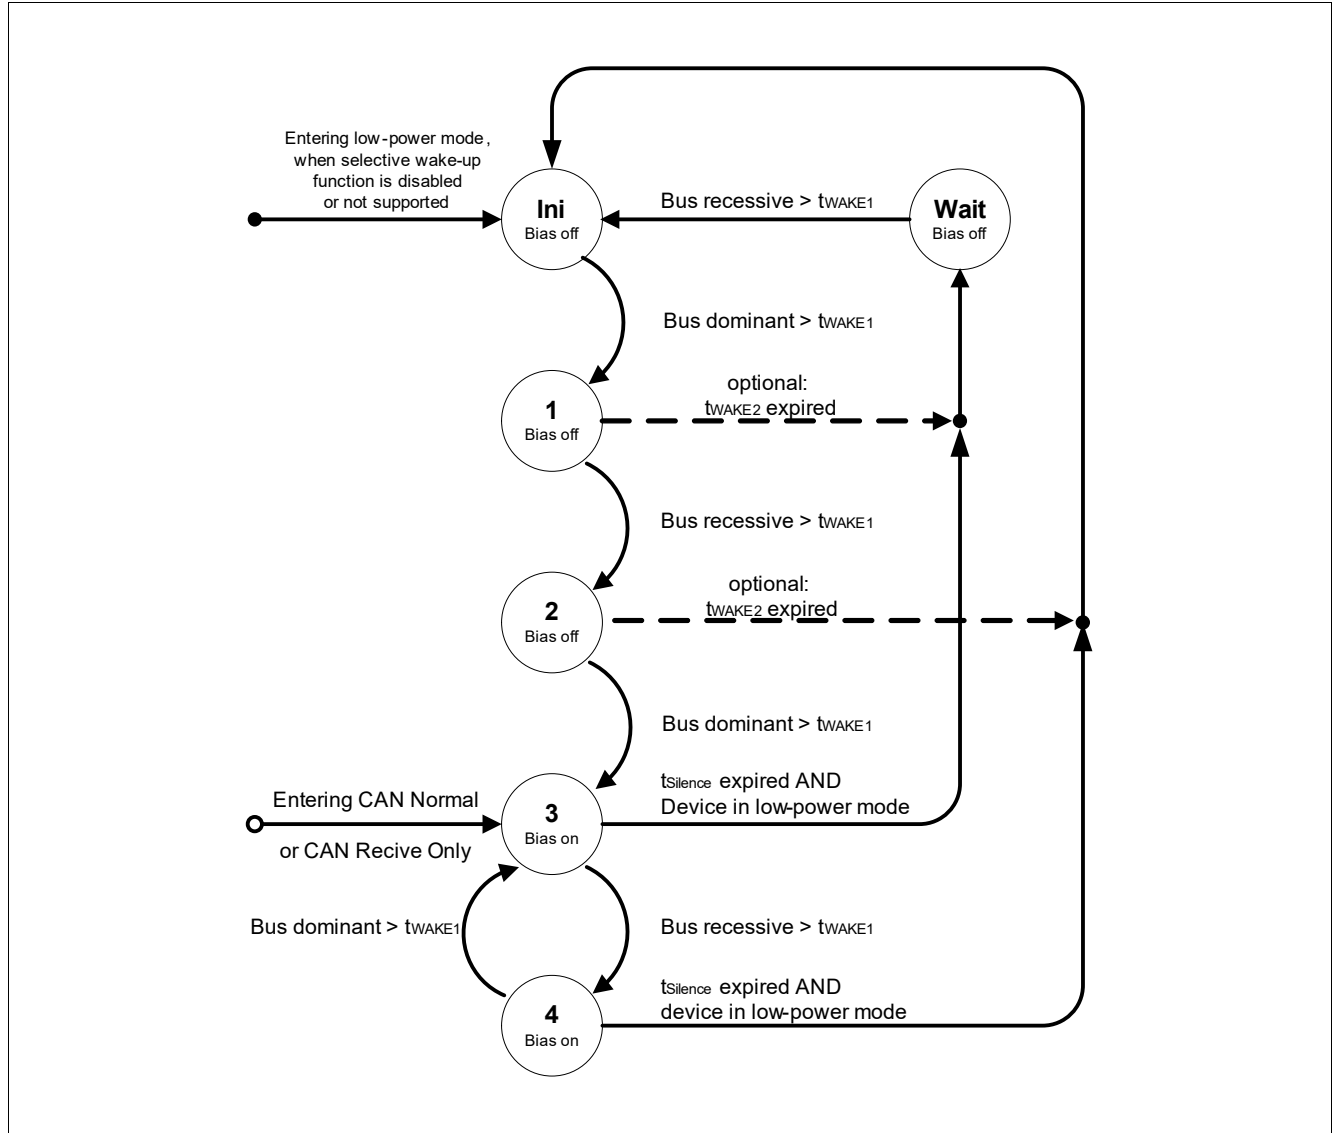 Entering low-power mode,
when selective wake-up
function is disabled
or not supported
Ini
Bias off
Bus recessive > tWAKE1
Wait
Bias off
Bus dominant > tWAKE1
1
Bias off
optional:
tWAKE2 expired
Bus recessive > tWAKE1
2
Bias off
optional:
tWAKE2 expired
Bus dominant > tWAKE1
Entering CAN Normal
or CAN Recive Only
3
Bias on
tSilence expired AND
Device in low-power mode
Bus dominant > tWAKE1
Bus recessive > tWAKE1
4
Bias on
tSilence expired AND
device in low-power mode